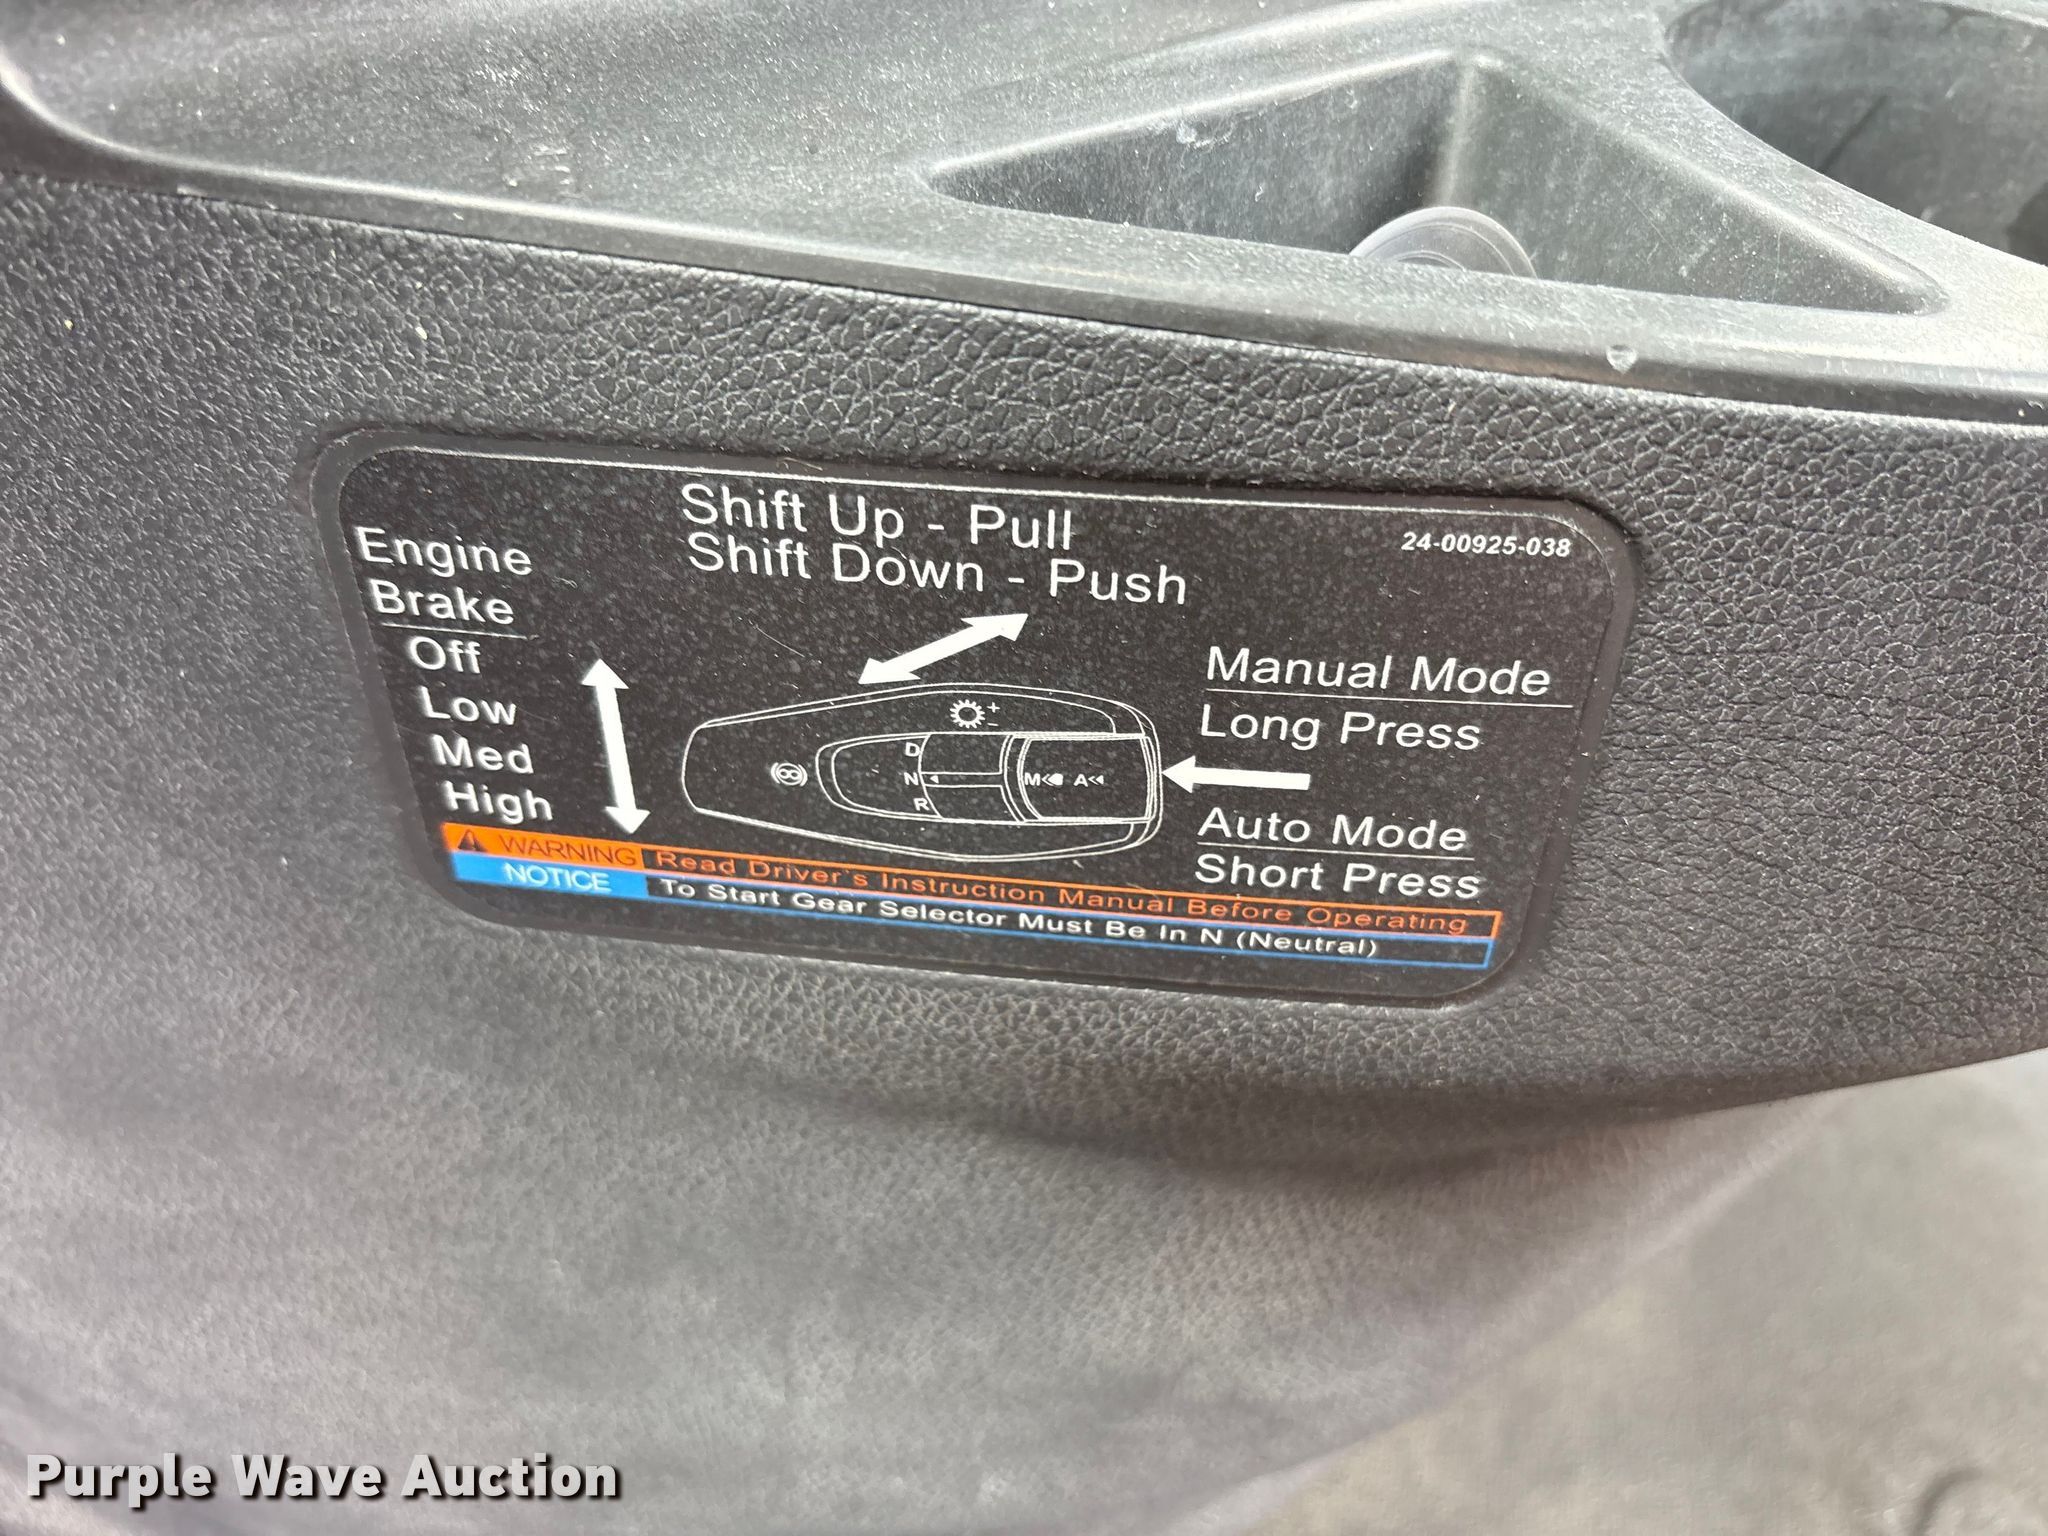 Shift Up - Pull
Shift Down - Push
24-00925-038
Engine
Brake
Off
Low
Med
High
+
-
D
N
R
M
A
Manual Mode
Long Press
Auto Mode
Short Press
WARNING Read Driver's Instruction Manual Before Operating
NOTICE To Start Gear Selector Must Be In N (Neutral)
Purple Wave Auction